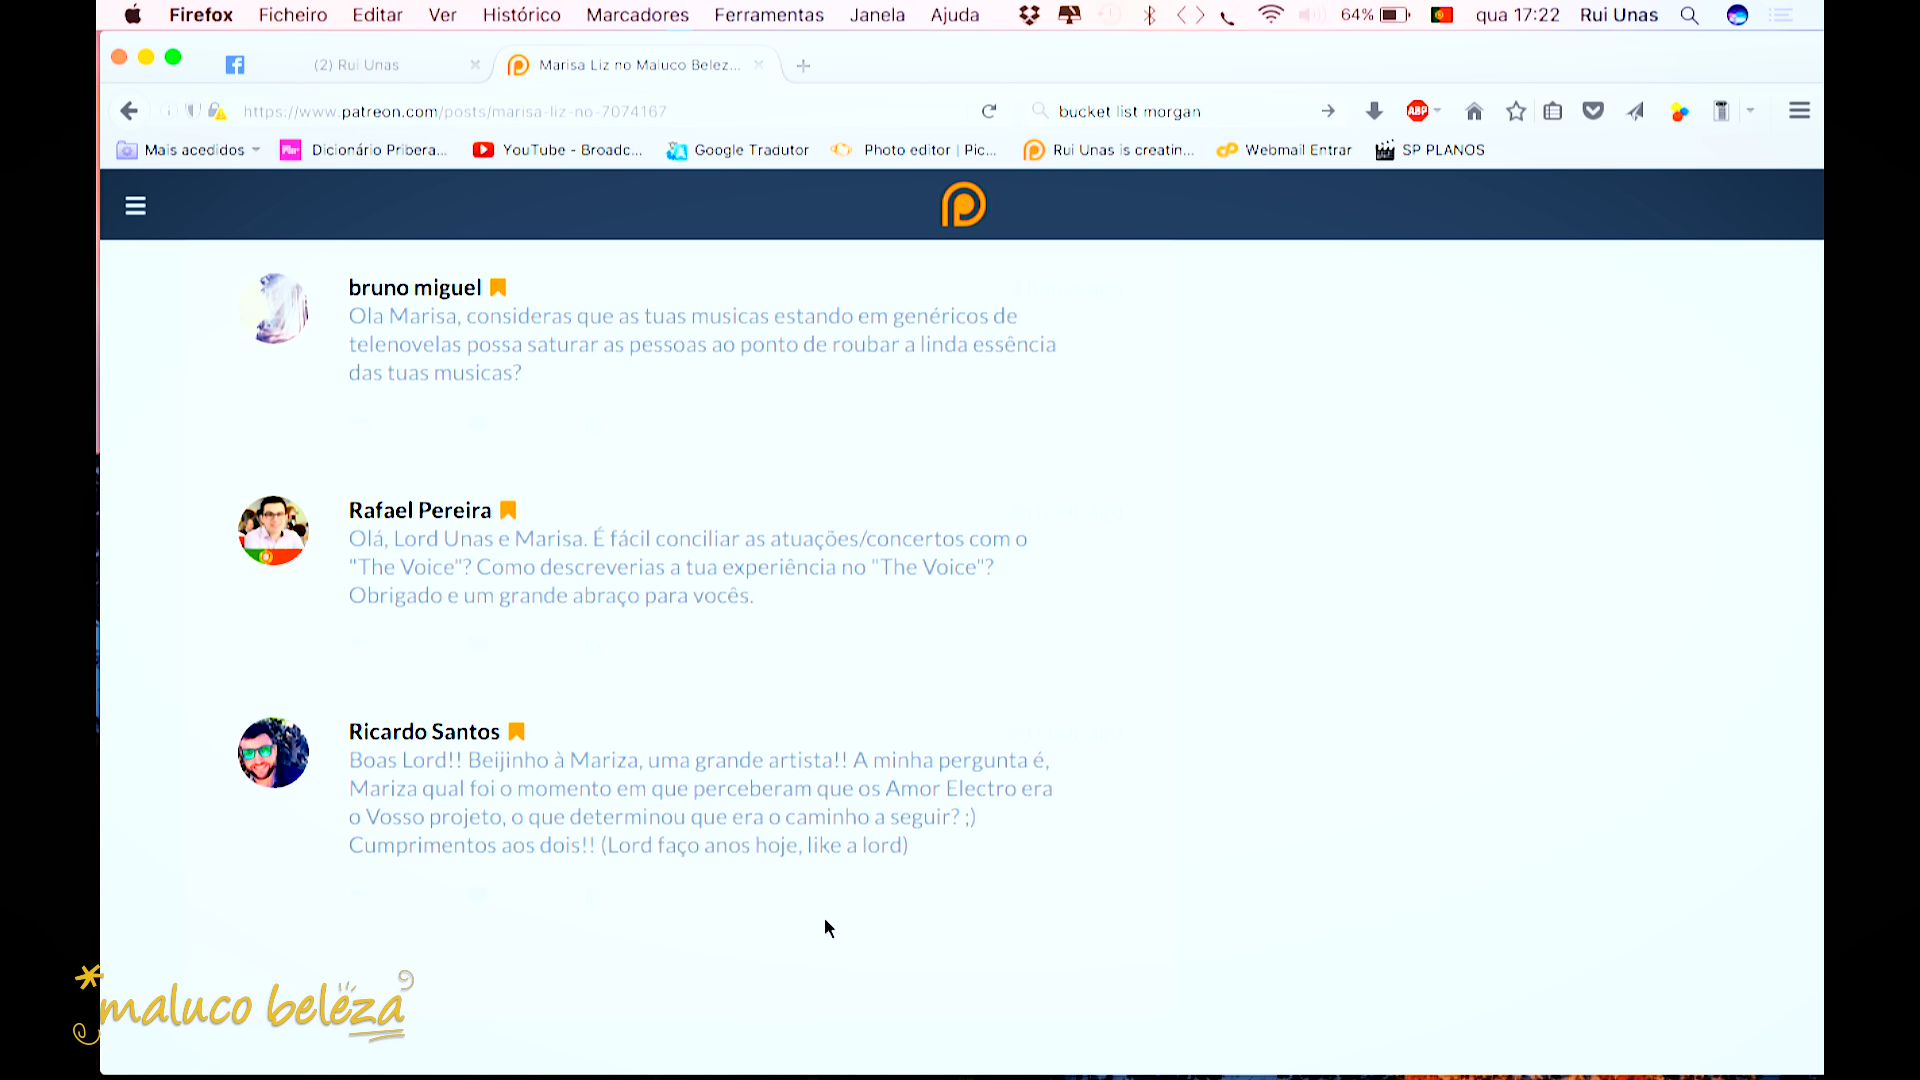 Firefox Ficheiro Editar Ver Histórico Marcadores Ferramentas Janela Ajuda 64% qua 17:22 Rui Unas
(2) Rui Unas Marisa Liz no Maluco Belez...
https://www.patreon.com/posts/marisa-liz-no-7074167 bucket list morgan ABP
Mais acedidos Dicionário Pribera... YouTube - Broadc... Google Tradutor Photo editor | Pic... Rui Unas is creatin... Webmail Entrar SP PLANOS
bruno miguel
Ola Marisa, consideras que as tuas musicas estando em genéricos de
telenovelas possa saturar as pessoas ao ponto de roubar a linda essência
das tuas musicas?
Rafael Pereira
Olá, Lord Unas e Marisa. É fácil conciliar as atuações/concertos com o
"The Voice"? Como descreverias a tua experiência no "The Voice"?
Obrigado e um grande abraço para vocês.
Ricardo Santos
Boas Lord!! Beijinho à Mariza, uma grande artista!! A minha pergunta é,
Mariza qual foi o momento em que perceberam que os Amor Electro era
o Vosso projeto, o que determinou que era o caminho a seguir? ;)
Cumprimentos aos dois!! (Lord faço anos hoje, like a lord)
maluco beleza